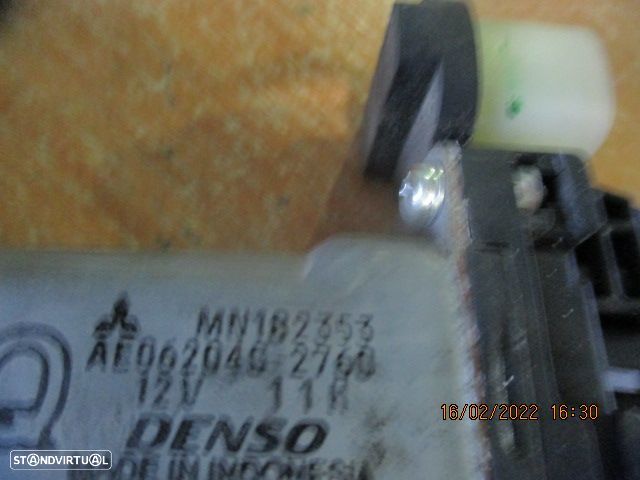 MN182353
AE062040-2760
12V 11R
DENSO
MADE IN INDONESIA
16/02/2022 16:30
STANDVIRTUAL